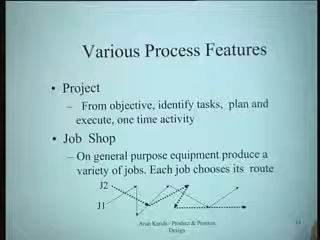 Various Process Features
• Project
– From objective, identify tasks, plan and
execute, one time activity
• Job Shop
– On general purpose equipment produce a
variety of jobs. Each job chooses its route
J2
J1
Arun Kanda / Product & Process
Design